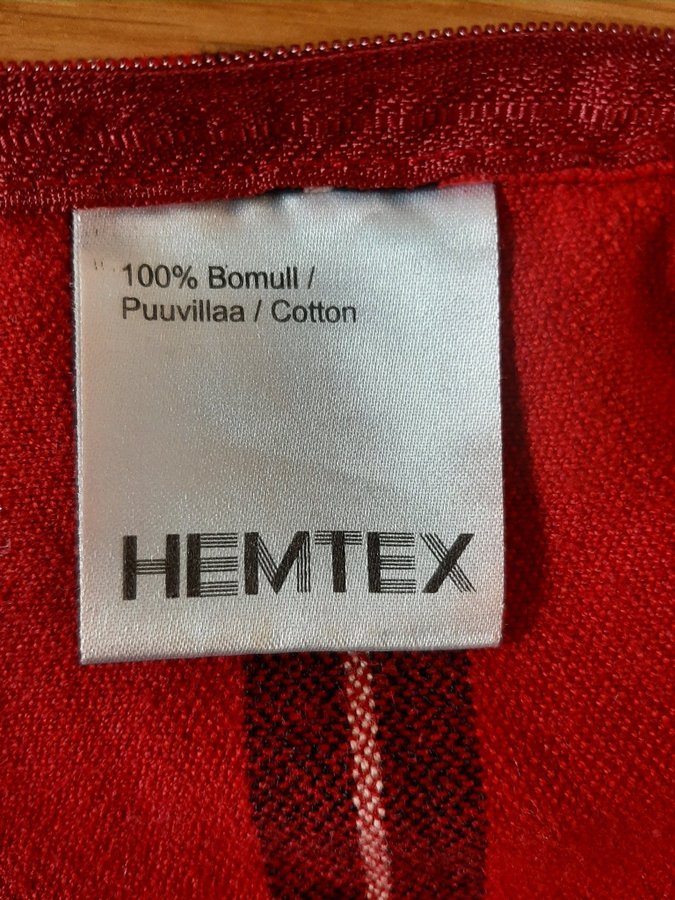 100% Bomull /
Puuvillaa / Cotton
HEMTEX